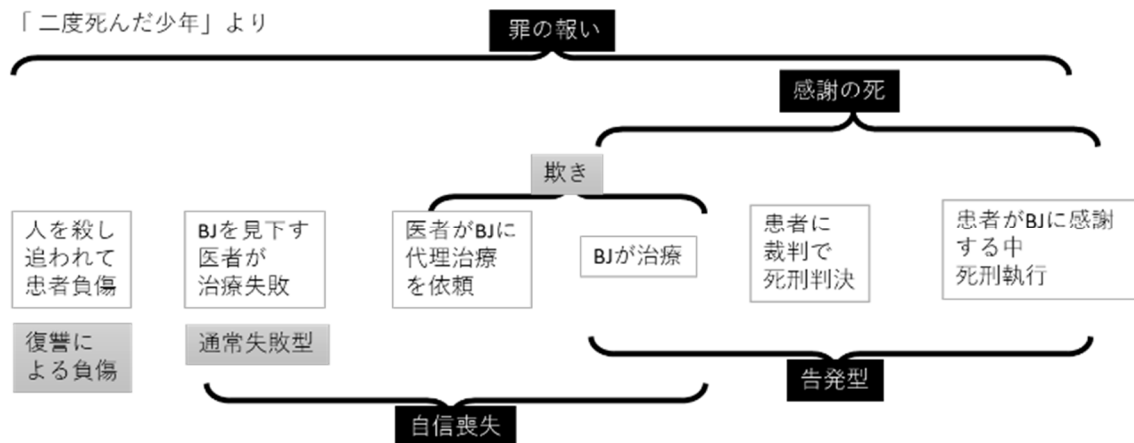 「 二度死んだ少年」より
罪の報い
感謝の死
欺き
人を殺し
追われて
患者負傷
BJを見下す
医者が
治療失敗
医者がBJに
代理治療
を依頼
BJが治療
患者に
裁判で
死刑判決
患者がBJに感謝
する中
死刑執行
復讐に
よる負傷
通常失敗型
告発型
自信喪失